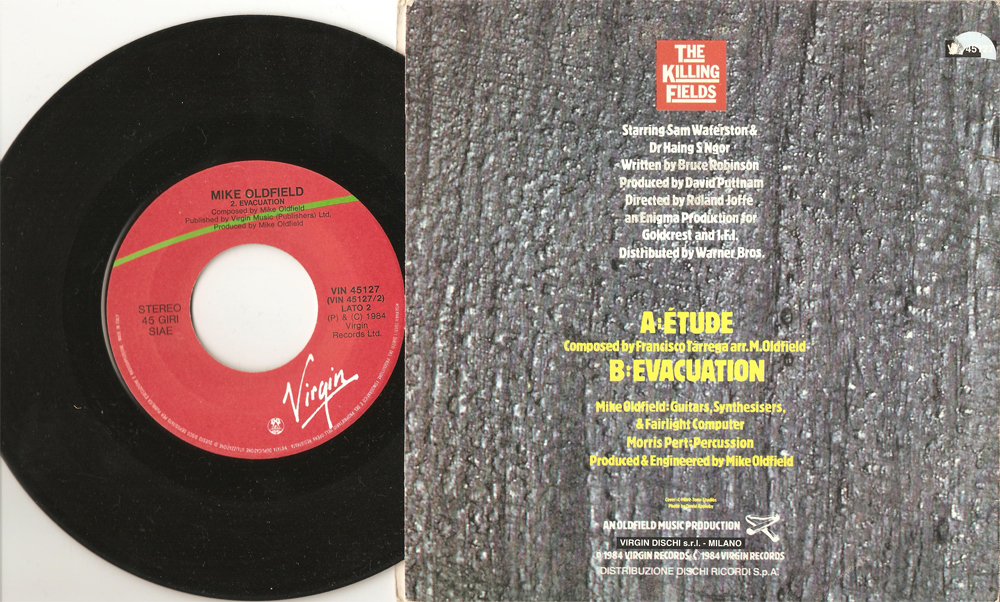 MIKE OLDFIELD
2. EVACUATION
Composed by Mike Oldfield
Published by Virgin Music (Publishers) Ltd.
Produced by Mike Oldfield
STEREO
45 GIRI
SIAE
VIN 45127
(VIN 45127/2)
LATO 2
(P) & (C) 1984
Virgin
Records Ltd.
Virgin
THE
KILLING
FIELDS
Starring Sam Waterston &
Dr Haing S Ngor
Written by Bruce Robinson
Produced by David Puttnam
Directed by Roland Joffé
an Enigma Production for
Goldcrest and I.F.I.
Distributed by Warner Bros.
A: ÉTUDE
Composed by Francisco Tárrega arr. M. Oldfield
B: EVACUATION
Mike Oldfield: Guitars, Synthesisers,
& Fairlight Computer
Morris Pert: Percussion
Produced & Engineered by Mike Oldfield
AN OLDFIELD MUSIC PRODUCTION
VIRGIN DISCHI s.r.l. - MILANO
℗ 1984 VIRGIN RECORDS © 1984 VIRGIN RECORDS
DISTRIBUZIONE DISCHI RICORDI S.p.A.